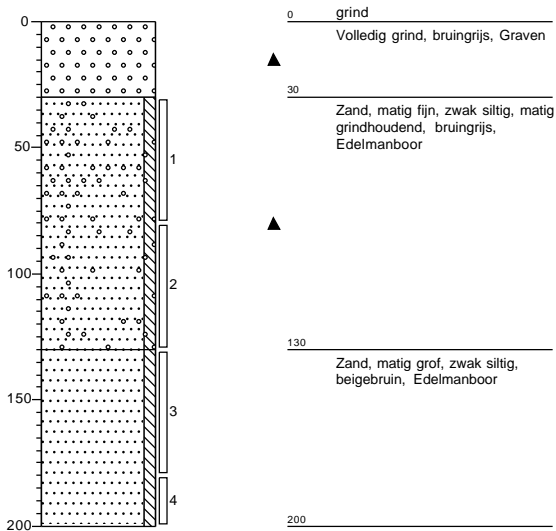 0
50
100
150
200
1
2
3
4
0 grind
Volledig grind, bruingrijs, Graven
30
Zand, matig fijn, zwak siltig, matig
grindhoudend, bruingrijs,
Edelmanboor
130
Zand, matig grof, zwak siltig,
beigebruin, Edelmanboor
200